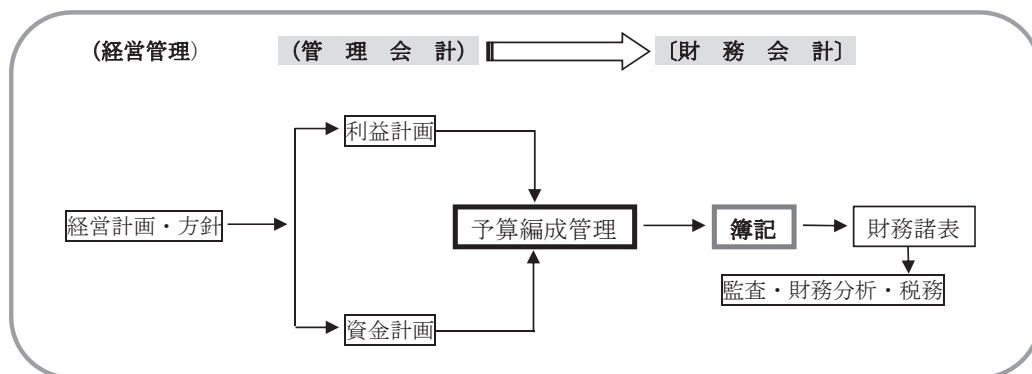 (経営管理)
(管 理 会 計)
〔財 務 会 計〕
利益計画
経営計画・方針
予算編成管理
簿記
財務諸表
監査・財務分析・税務
資金計画